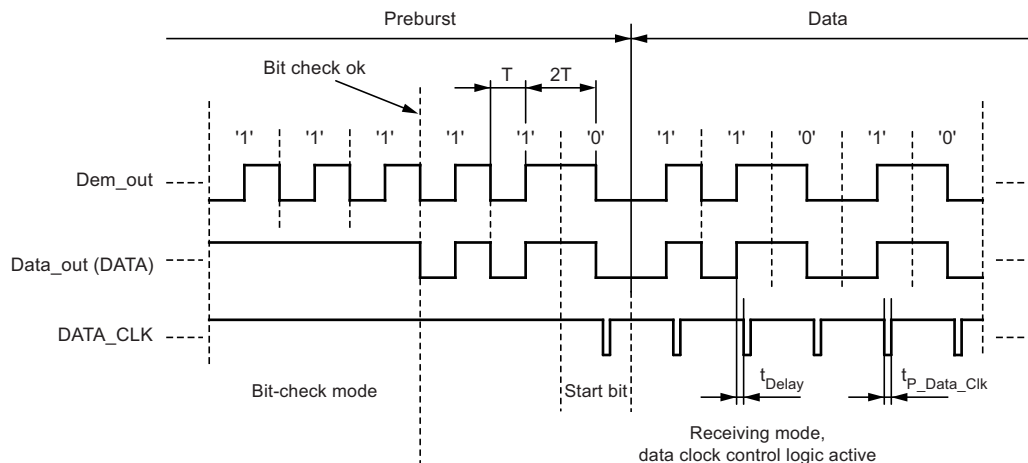 Preburst
Data
Bit check ok
T
2T
'1' '1' '1' '1' '1' '0' '1' '1' '0' '1' '0'
Dem_out
Data_out (DATA)
DATA_CLK
Bit-check mode
Start bit
tDelay
tP_Data_Clk
Receiving mode,
data clock control logic active